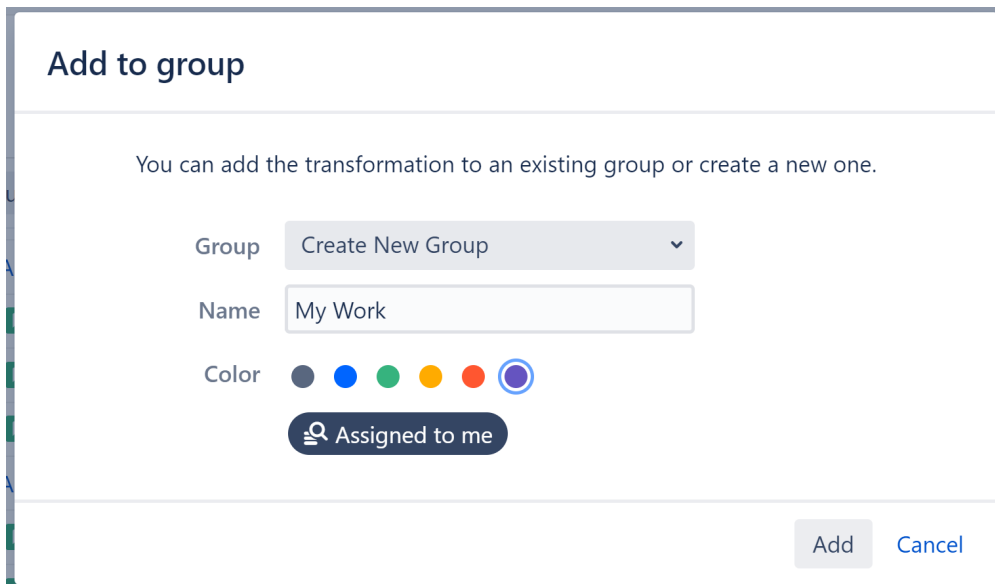 Add to group
You can add the transformation to an existing group or create a new one.
Group Create New Group
Name My Work
Color
Assigned to me
Add Cancel